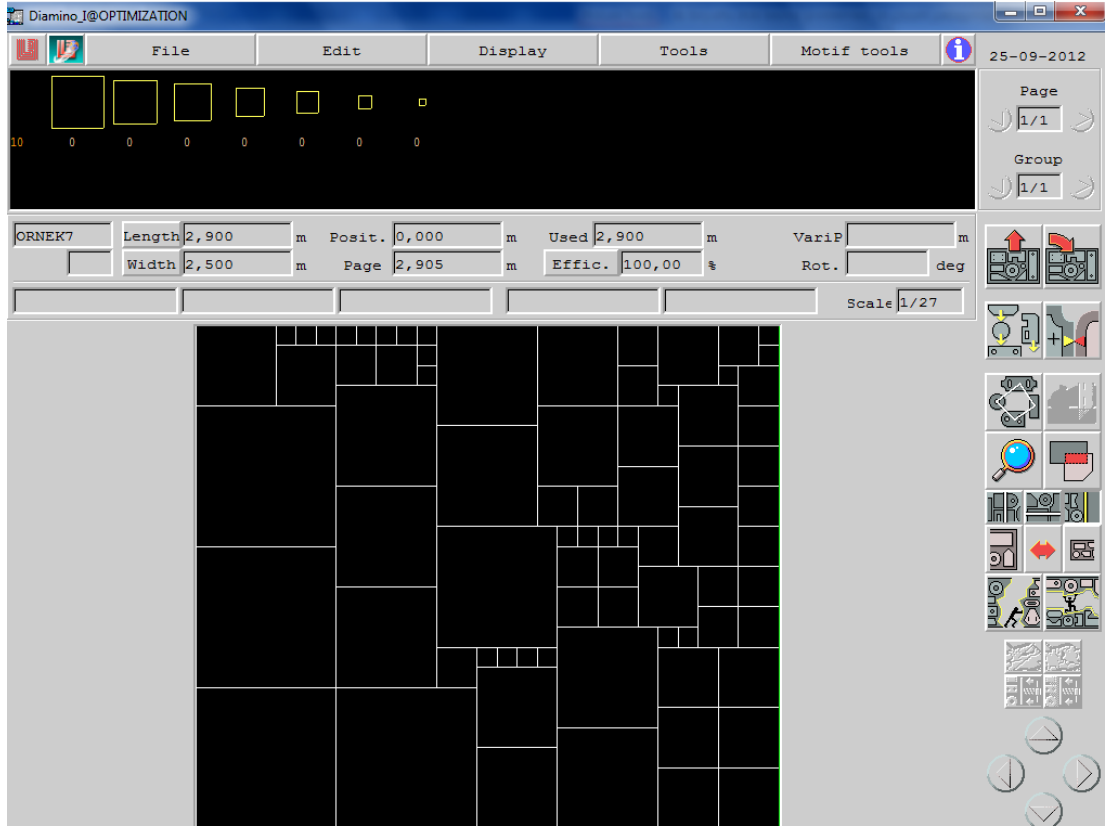 Diamino_I@OPTIMIZATION
File Edit Display Tools Motif tools
25-09-2012
Page
1/1
Group
1/1
10 0 0 0 0 0 0 0
ORNEK7 Length 2,900 m Posit. 0,000 m Used 2,900 m VariP m
Width 2,500 m Page 2,905 m Effic. 100,00 % Rot. deg
Scale 1/27